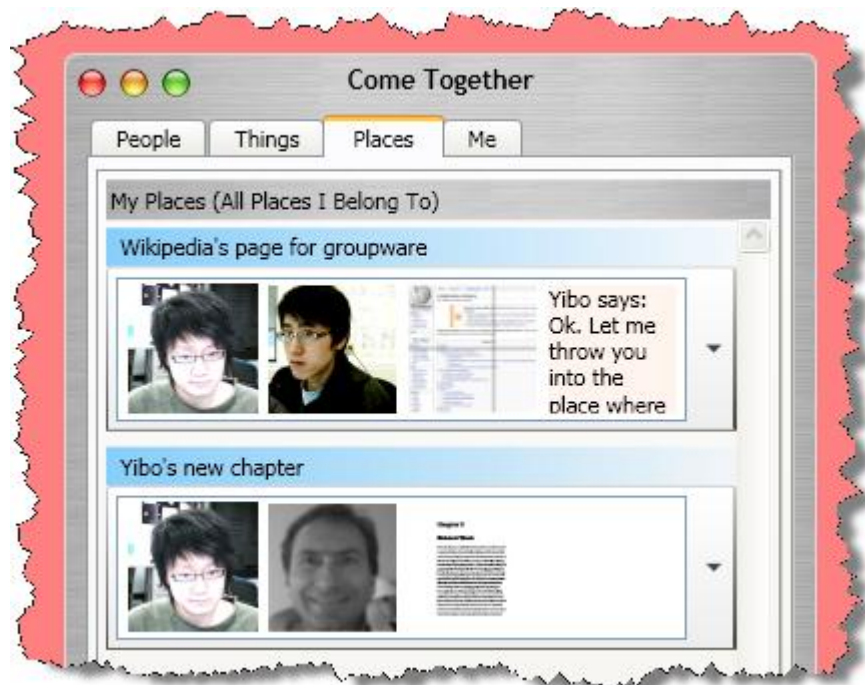 Come Together
People Things Places Me
My Places (All Places I Belong To)
Wikipedia's page for groupware
Yibo says:
Ok. Let me
throw you
into the
place where
Yibo's new chapter